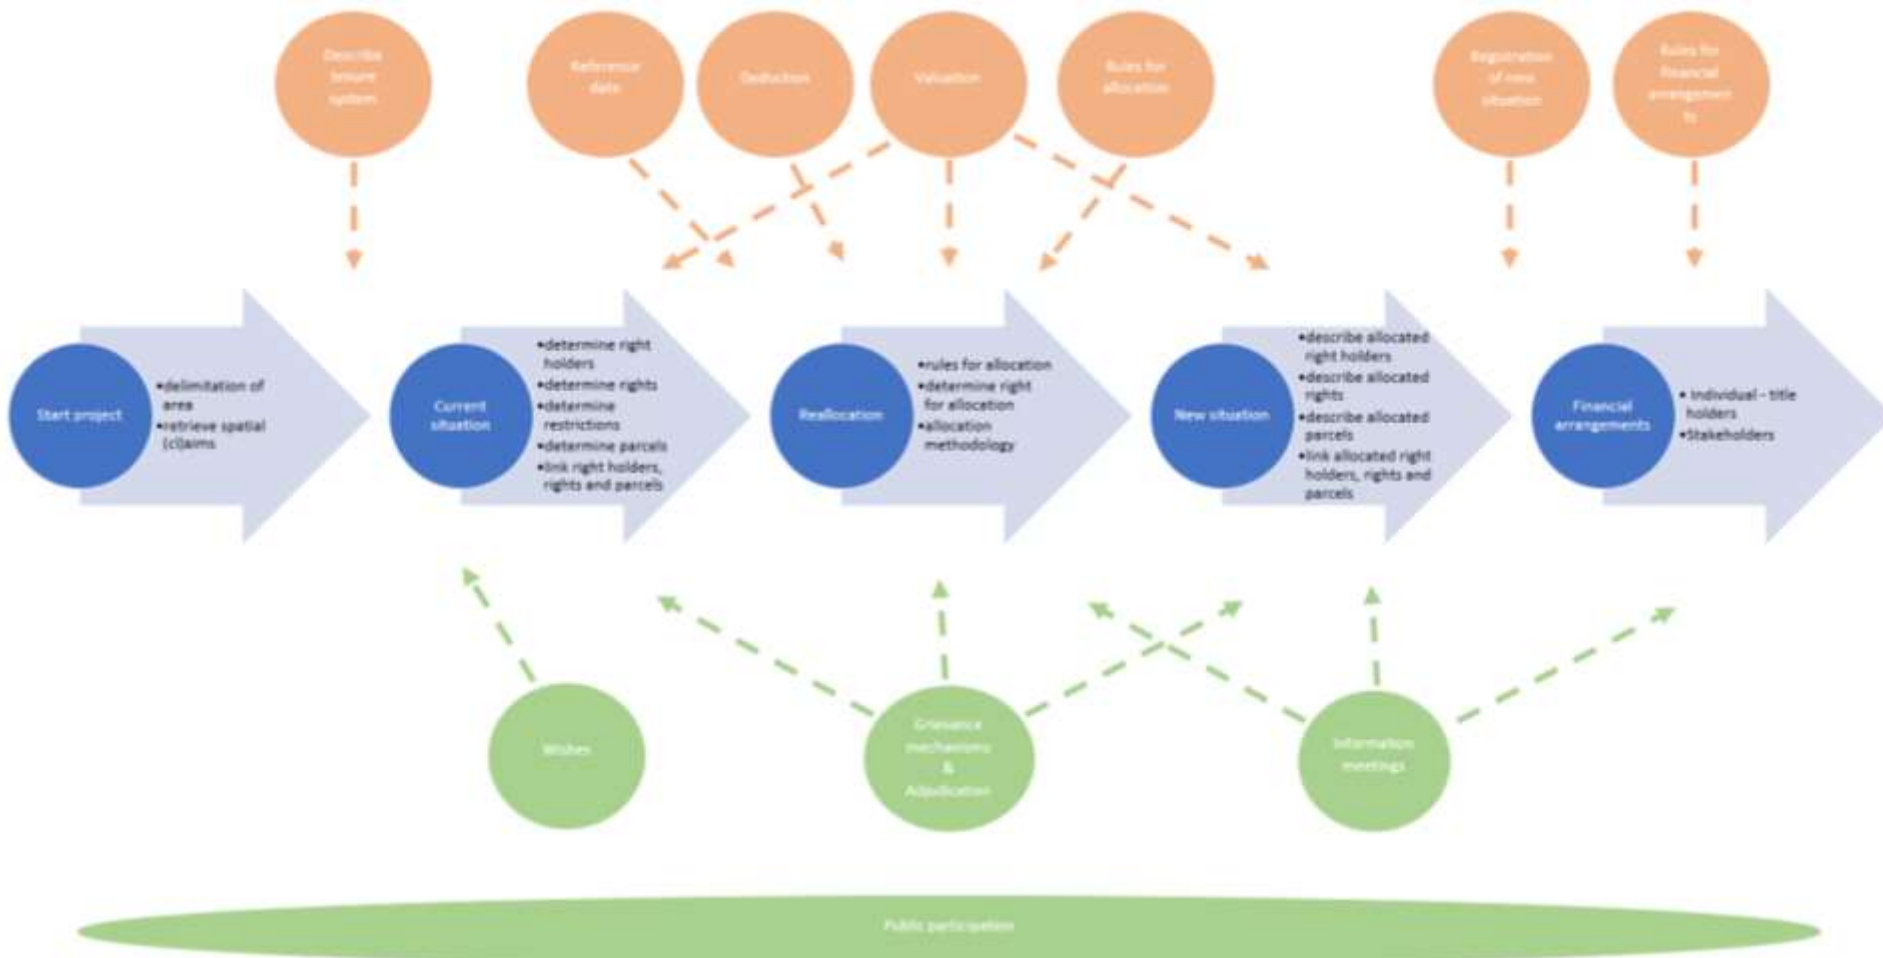 Describe
tenure
system
Reference
date
Deduction
Valuation
Rules for
allocation
Registration
of new
situation
Rules for
Financial
arrangemen
ts
Start project
•delimitation of
area
•retrieve spatial
(cl)aims
Current
situation
•determine right
holders
•determine rights
•determine
restrictions
•determine parcels
•link right holders,
rights and parcels
Reallocation
•rules for allocation
•determine right
for allocation
•allocation
methodology
New situation
•describe allocated
right holders
•describe allocated
rights
•describe allocated
parcels
•link allocated right
holders, rights and
parcels
Financial
arrangements
• Individual - title
holders
•Stakeholders
Wishes
Grievance
mechanisms
&
Adjudication
Information
meetings
Public participation